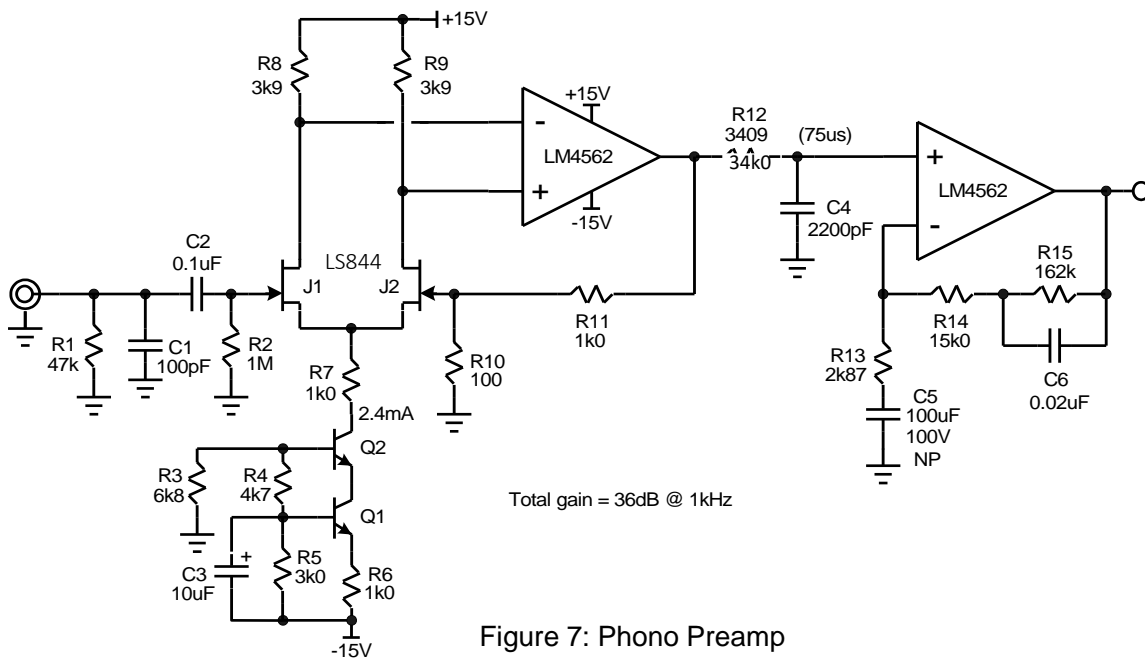 +15V
R8
3k9
R9
3k9
+15V
-
LM4562
+
-15V
R12
3409
34k0
(75us)
+
LM4562
-
C4
2200pF
R15
162k
R14
15k0
C6
0.02uF
R13
2k87
C5
100uF
100V
NP
C2
0.1uF
LS844
J1
J2
R1
47k
C1
100pF
R2
1M
R11
1k0
R10
100
R7
1k0
2.4mA
Q2
R3
6k8
R4
4k7
Q1
C3
10uF
+
R5
3k0
R6
1k0
-15V
Total gain = 36dB @ 1kHz
Figure 7: Phono Preamp